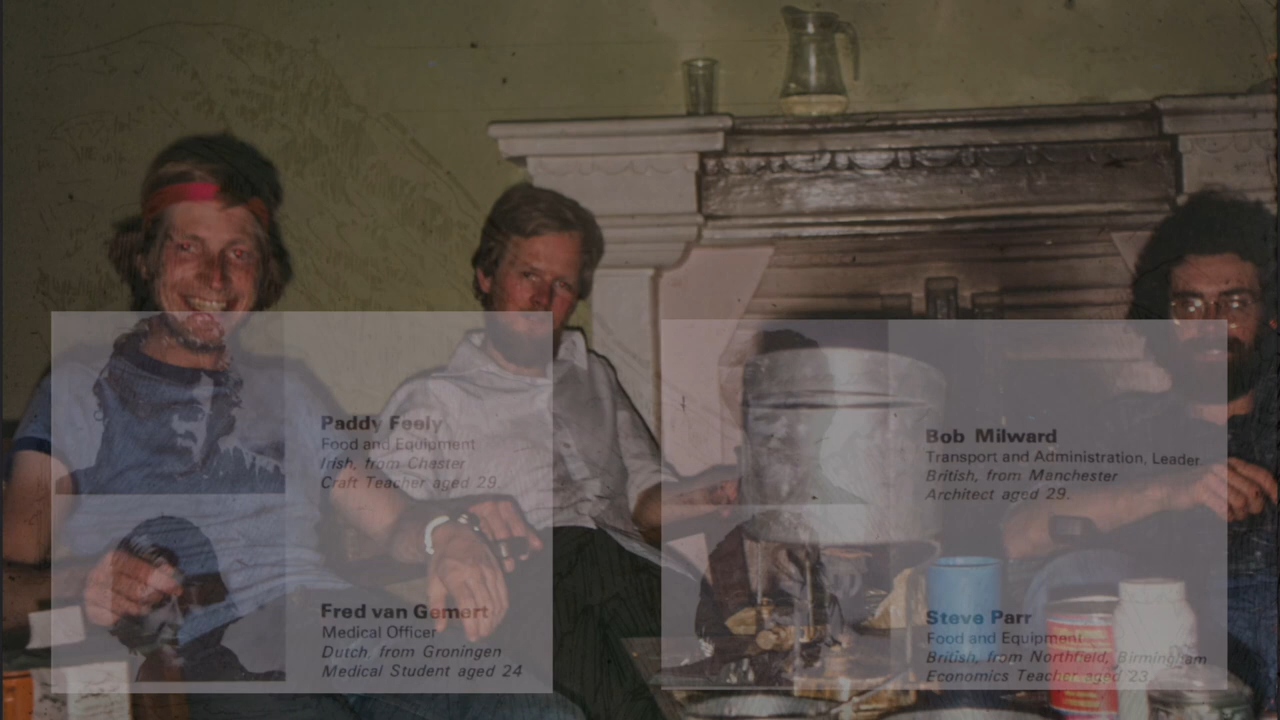 Paddy Feely
Food and Equipment
Irish, from Chester
Craft Teacher aged 29.
Fred van Gemert
Medical Officer
Dutch, from Groningen
Medical Student aged 24
Bob Milward
Transport and Administration, Leader.
British, from Manchester
Architect aged 29.
Steve Parr
Food and Equipment
British, from Northfield, Birmingham
Economics Teacher aged 23.